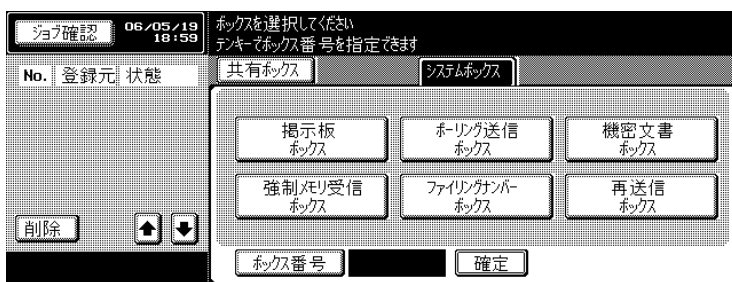 ジョブ確認
06/05/19
18:59
ボックスを選択してください
テンキーでボックス番号を指定できます
No. 登録元 状態
共有ボックス
システムボックス
掲示板
ボックス
ポーリング送信
ボックス
機密文書
ボックス
強制メモリ受信
ボックス
ファイリングナンバー
ボックス
再送信
ボックス
削除
ボックス番号
確定